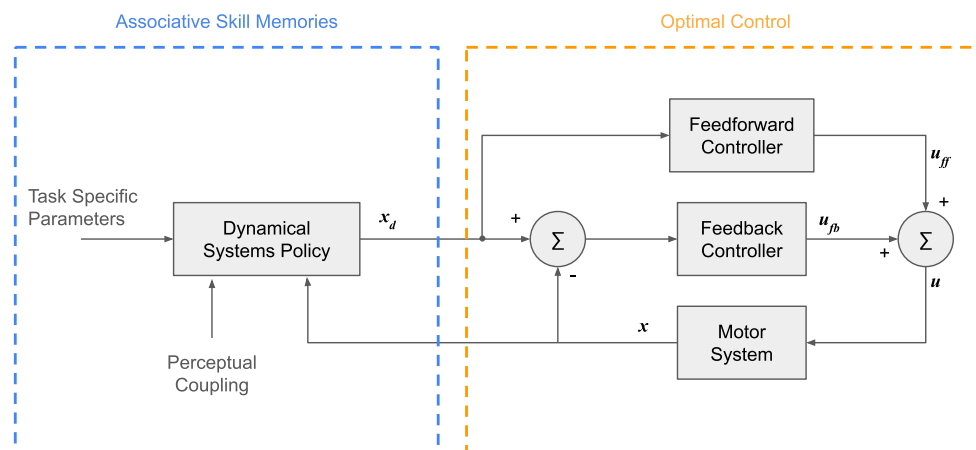 Associative Skill Memories
Optimal Control
Feedforward
Controller
u_ff
Task Specific
Parameters
Dynamical
Systems Policy
x_d
+
Σ
-
Feedback
Controller
u_fb
+
+
Σ
u
x
Motor
System
Perceptual
Coupling